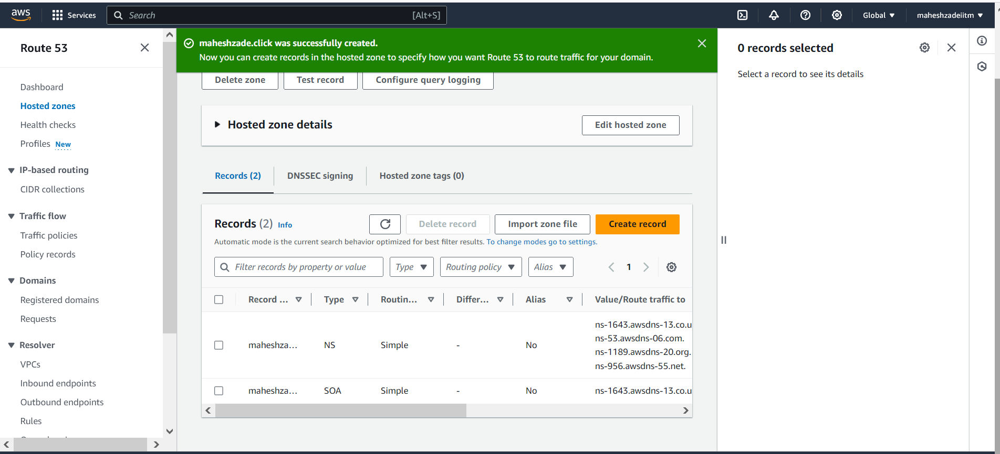 aws
Services
Search
[Alt+S]
Global
maheshzadeiitm
Route 53
Dashboard
Hosted zones
Health checks
Profiles New
IP-based routing
CIDR collections
Traffic flow
Traffic policies
Policy records
Domains
Registered domains
Requests
Resolver
VPCs
Inbound endpoints
Outbound endpoints
Rules
maheshzade.click was successfully created.
Now you can create records in the hosted zone to specify how you want Route 53 to route traffic for your domain.
Delete zone
Test record
Configure query logging
Hosted zone details
Edit hosted zone
Records (2)
DNSSEC signing
Hosted zone tags (0)
Records (2) Info
Delete record
Import zone file
Create record
Automatic mode is the current search behavior optimized for best filter results. To change modes go to settings.
Filter records by property or value
Type
Routing policy
Alias
1
Record ... Type Routin... Differ... Alias Value/Route traffic to
maheshza... NS Simple - No
ns-1643.awsdns-13.co.u
ns-53.awsdns-06.com.
ns-1189.awsdns-20.org.
ns-956.awsdns-55.net.
maheshza... SOA Simple - No ns-1643.awsdns-13.co.u
0 records selected
Select a record to see its details